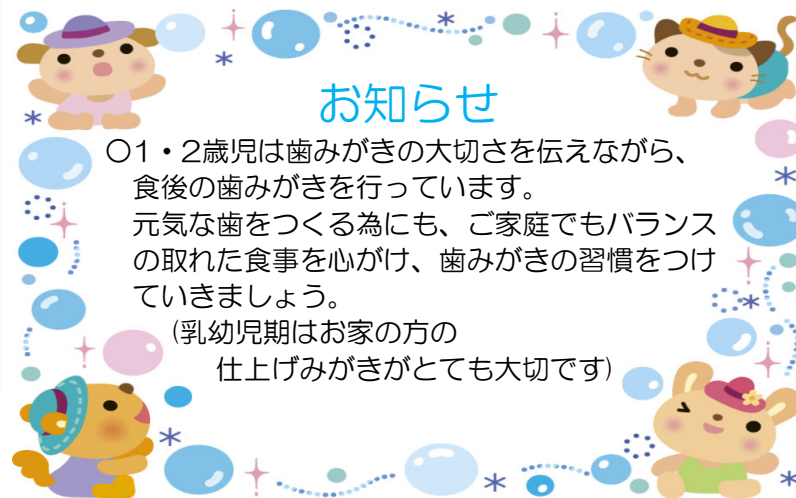 お知らせ
○1・2歳児は歯みがきの大切さを伝えながら、
食後の歯みがきを行っています。
元気な歯をつくる為にも、ご家庭でもバランス
の取れた食事を心がけ、歯みがきの習慣をつけ
ていきましょう。
(乳幼児期はお家の方の
仕上げみがきがとても大切です)